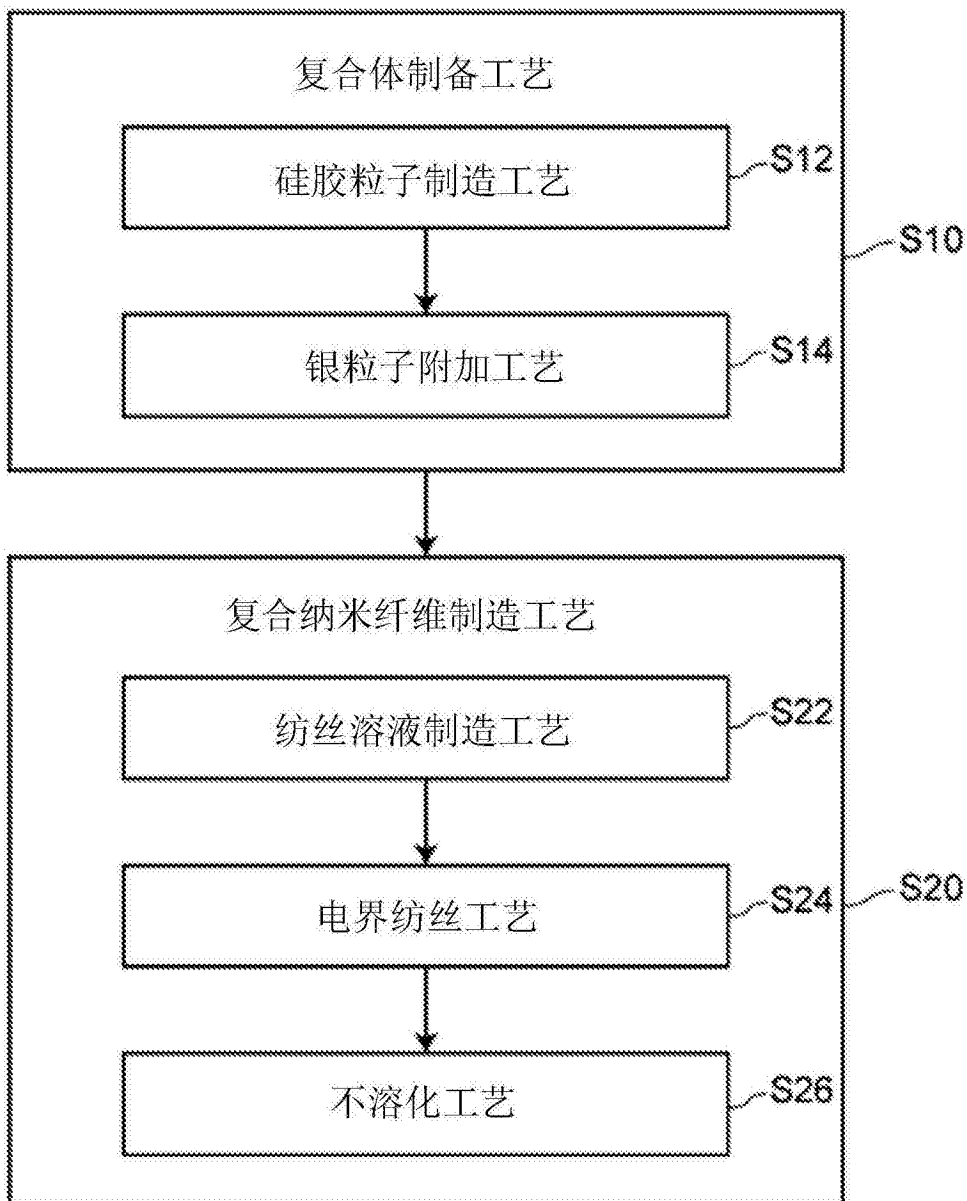 复合体制备工艺
硅胶粒子制造工艺
S12
S10
银粒子附加工艺
S14
复合纳米纤维制造工艺
纺丝溶液制造工艺
S22
电界纺丝工艺
S24
S20
不溶化工艺
S26